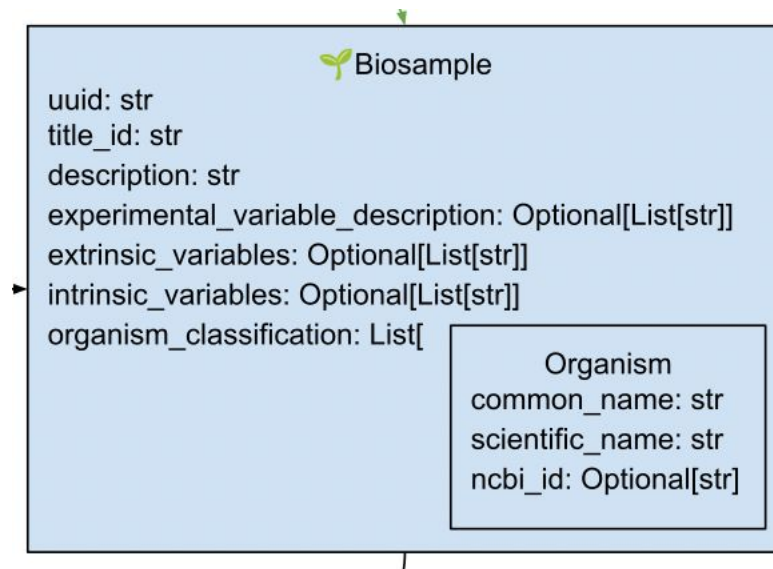 🌱Biosample
uuid: str
title_id: str
description: str
experimental_variable_description: Optional[List[str]]
extrinsic_variables: Optional[List[str]]
intrinsic_variables: Optional[List[str]]
organism_classification: List[
Organism
common_name: str
scientific_name: str
ncbi_id: Optional[str]